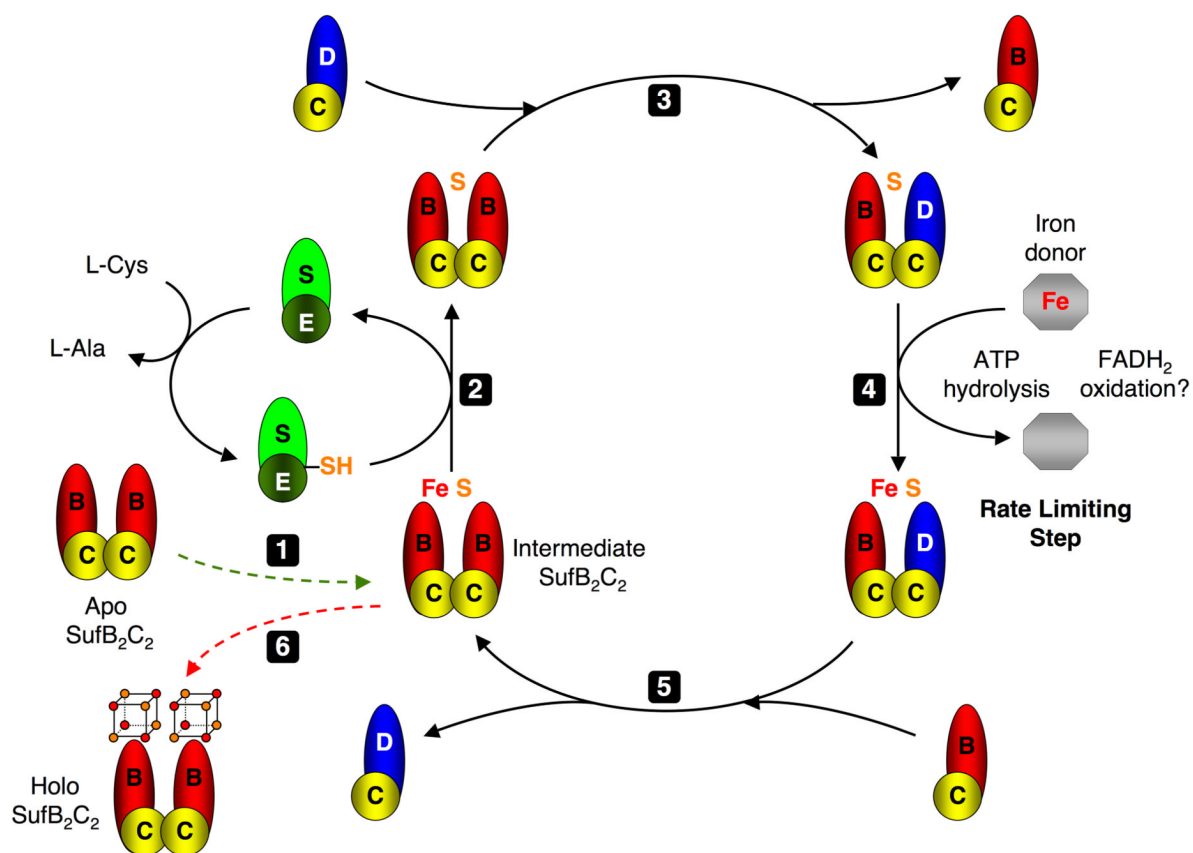 D
C
3
B
C
S
B
B
C
C
S
B
D
C
C
Iron
donor
Fe
L-Cys
L-Ala
S
E
2
4
ATP
hydrolysis
FADH₂
oxidation?
S
E
SH
Fe S
Fe S
Rate Limiting
Step
B
B
C
C
Apo
SufB₂C₂
1
B
B
C
C
Intermediate
SufB₂C₂
B
D
C
C
6
5
D
C
B
C
B
B
C
C
Holo
SufB₂C₂